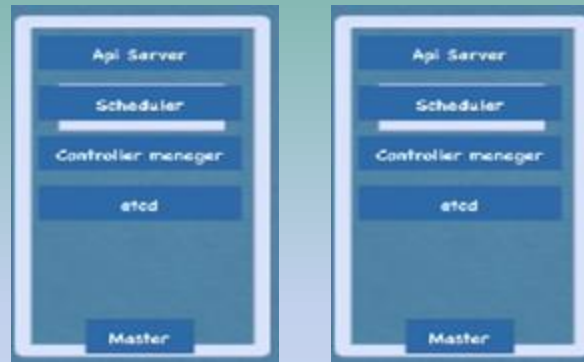 Api Server
Scheduler
Controller meneger
etcd
Master
Api Server
Scheduler
Controller meneger
etcd
Master